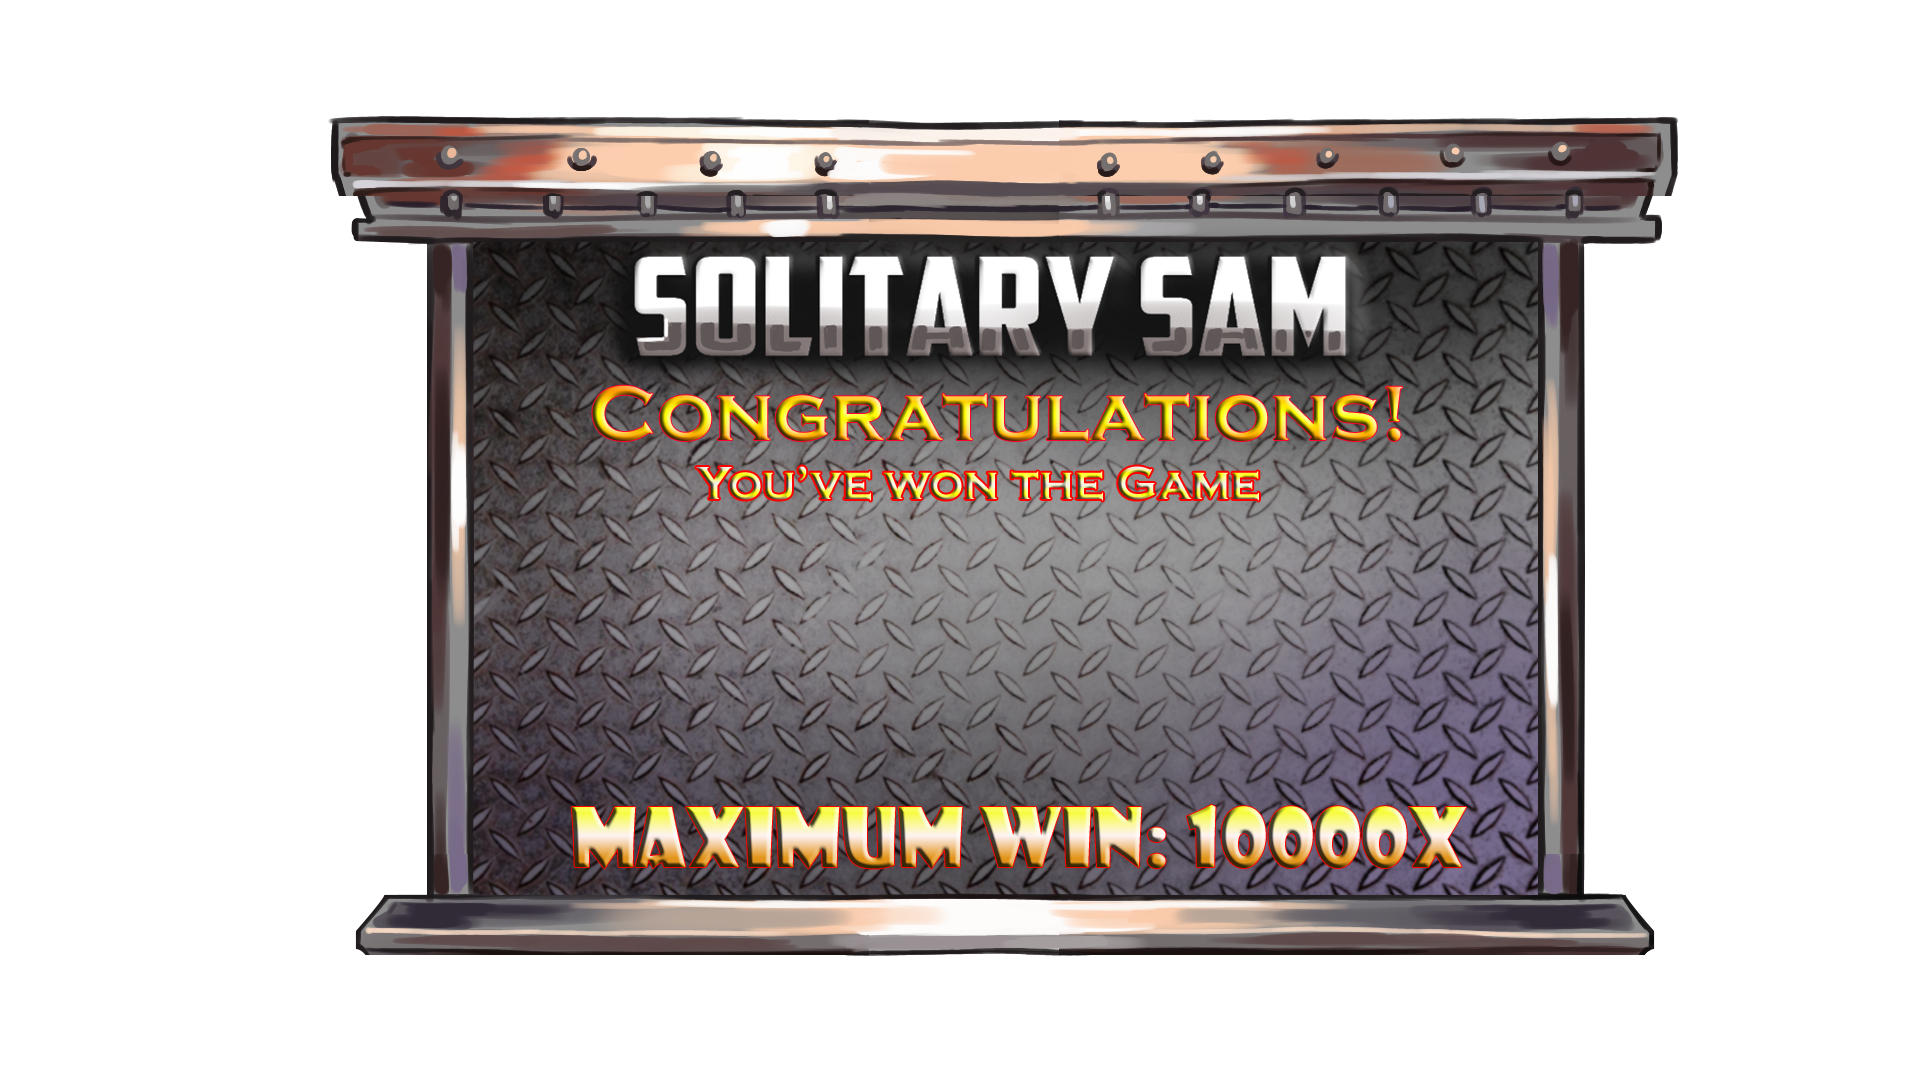 SOLITARY SAM
Congratulations!
You've won the Game
MAXIMUM WIN: 10000X